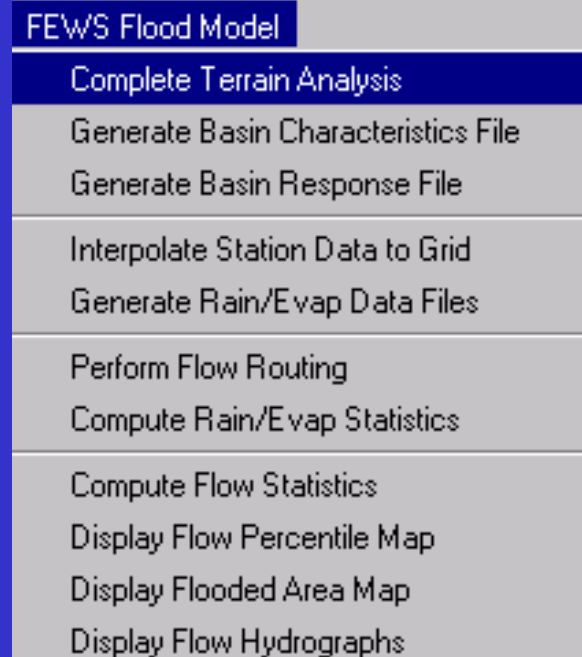 FEWS Flood Model
Complete Terrain Analysis
Generate Basin Characteristics File
Generate Basin Response File
Interpolate Station Data to Grid
Generate Rain/Evap Data Files
Perform Flow Routing
Compute Rain/Evap Statistics
Compute Flow Statistics
Display Flow Percentile Map
Display Flooded Area Map
Display Flow Hydrographs